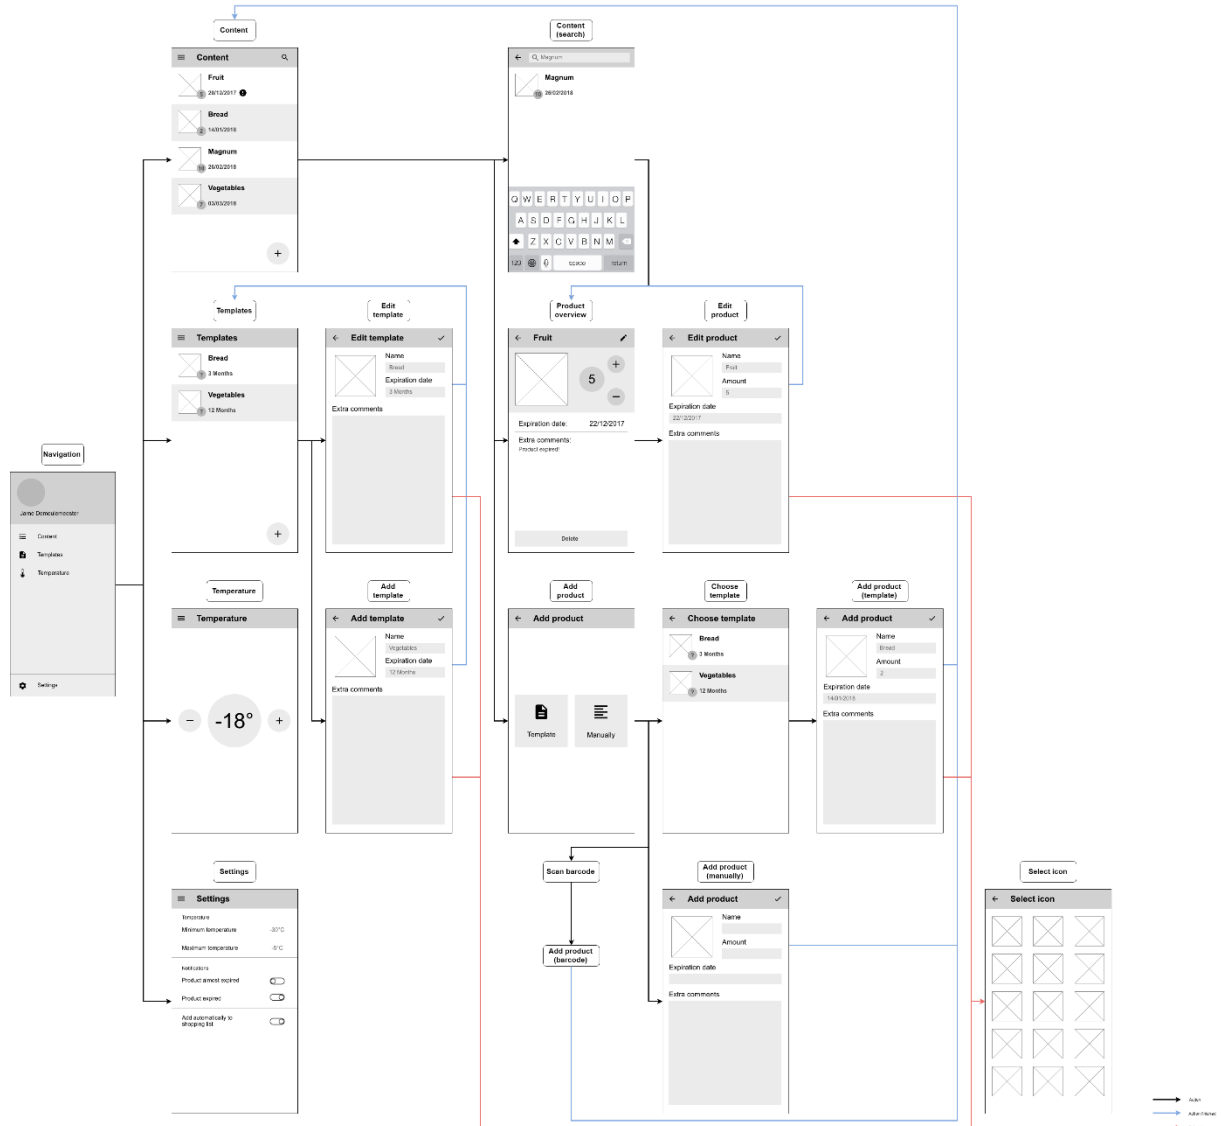 Content
Content
Fruit
5
26/12/2017
Bread
2
14/01/2018
Magnum
10
26/02/2018
Vegetables
?
03/03/2018
+
Content
(search)
Magnum
Magnum
10
26/02/2018
Q W E R T Y U I O P
A S D F G H J K L
Z X C V B N M
123 space return
Templates
Templates
Bread
? 3 Months
Vegetables
? 12 Months
+
Edit
template
Edit template
Name
Bread
Expiration date
3 Months
Extra comments
Product
overview
Fruit
+
5
−
Expiration date: 22/12/2017
Extra comments:
Product expired!
Delete
Edit
product
Edit product
Name
Fruit
Amount
5
Expiration date
22/12/2017
Extra comments
Navigation
Jarno Demeulemeester
Content
Templates
Temperature
Settings
Temperature
Temperature
− -18° +
Add
template
Add template
Name
Vegetables
Expiration date
12 Months
Extra comments
Add
product
Add product
Template
Manually
Choose
template
Choose template
Bread
? 3 Months
Vegetables
? 12 Months
Add product
(template)
Add product
Name
Bread
Amount
2
Expiration date
14/01/2018
Extra comments
Settings
Settings
Temperature
Minimum temperature -30°C
Maximum temperature -5°C
Notifications
Product almost expired
Product expired
Add automatically to
shopping list
Scan barcode
Add product
(barcode)
Add product
(manually)
Add product
Name
Amount
Expiration date
Extra comments
Select icon
Select icon
Action